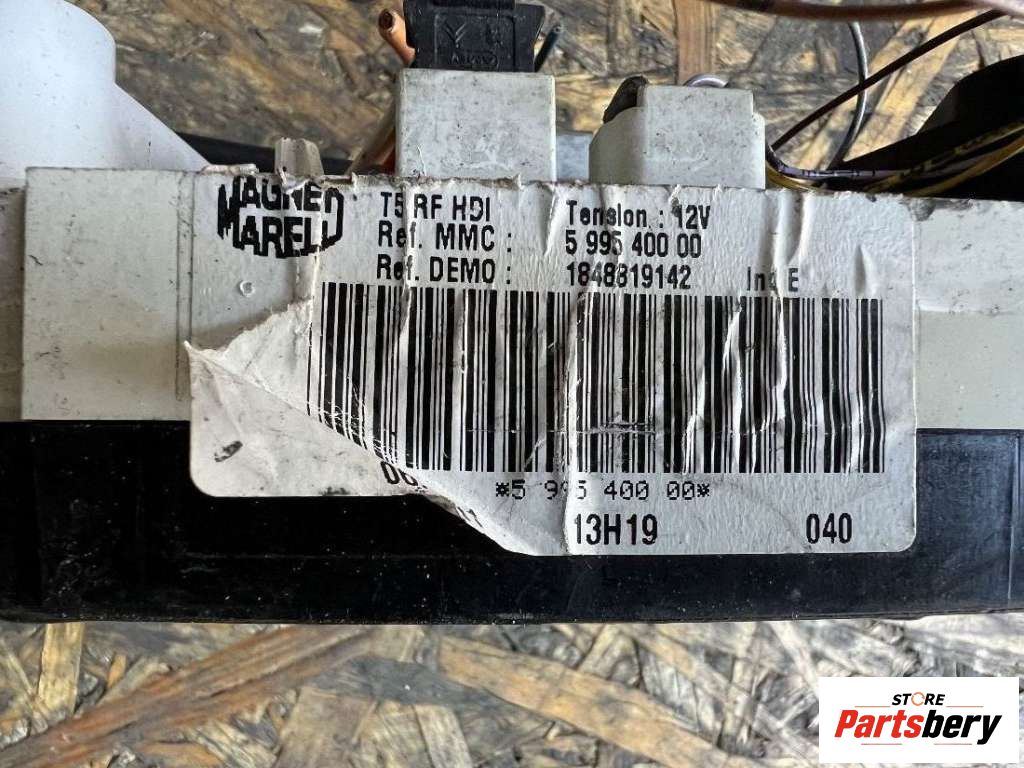 MAGNETI
MARELLI
T5 RF HDI
Tension : 12V
Ref. MMC :
5 995 400 00
Ref. DEMO :
1848819142
Ind E
*5 995 400 00*
13H19
040
STORE
Partsbery